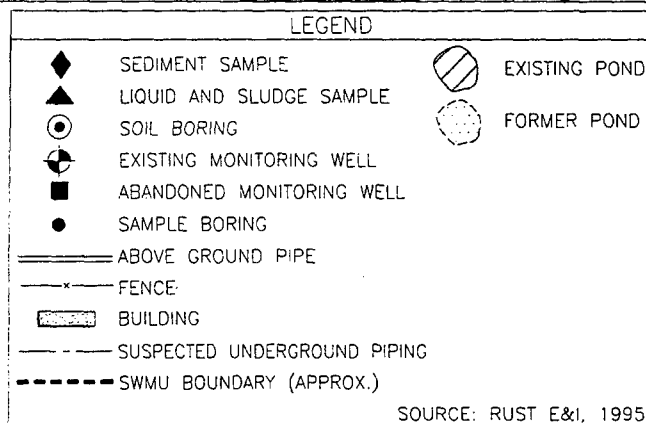 LEGEND
SEDIMENT SAMPLE
LIQUID AND SLUDGE SAMPLE
SOIL BORING
EXISTING MONITORING WELL
ABANDONED MONITORING WELL
SAMPLE BORING
ABOVE GROUND PIPE
FENCE
BUILDING
SUSPECTED UNDERGROUND PIPING
SWMU BOUNDARY (APPROX.)
EXISTING POND
FORMER POND
SOURCE: RUST E&I, 1995